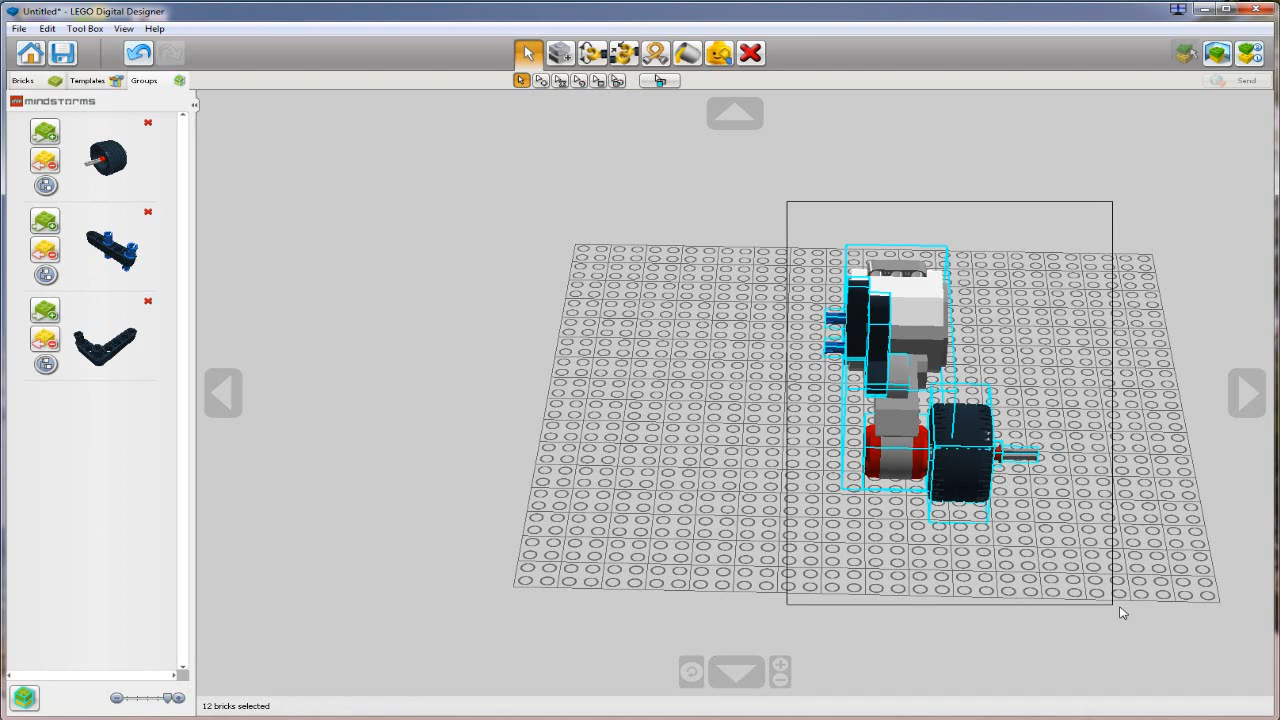 Untitled* - LEGO Digital Designer
File Edit Tool Box View Help
Bricks Templates Groups
Send
mindstorms
12 bricks selected